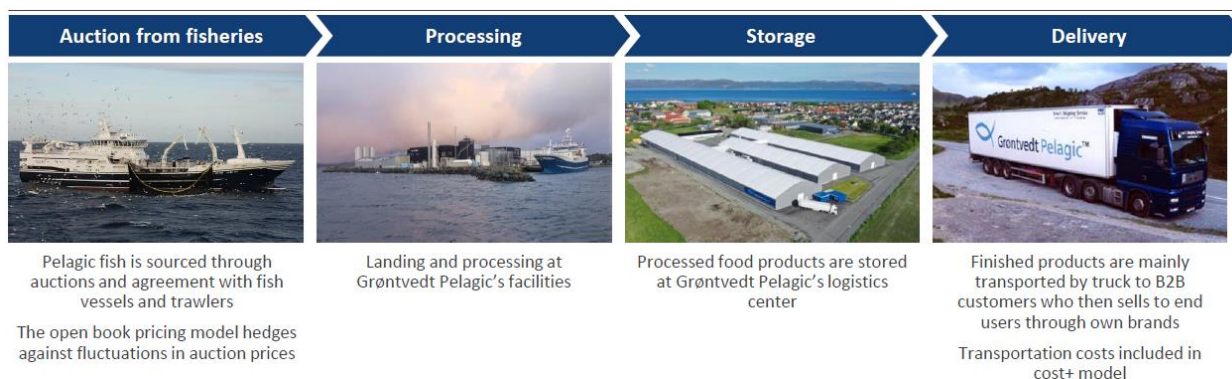 Auction from fisheries
Processing
Storage
Delivery
Grøntvedt Pelagic™
Pelagic fish is sourced through
auctions and agreement with fish
vessels and trawlers
The open book pricing model hedges
against fluctuations in auction prices
Landing and processing at
Grøntvedt Pelagic's facilities
Processed food products are stored
at Grøntvedt Pelagic's logistics
center
Finished products are mainly
transported by truck to B2B
customers who then sells to end
users through own brands
Transportation costs included in
cost+ model